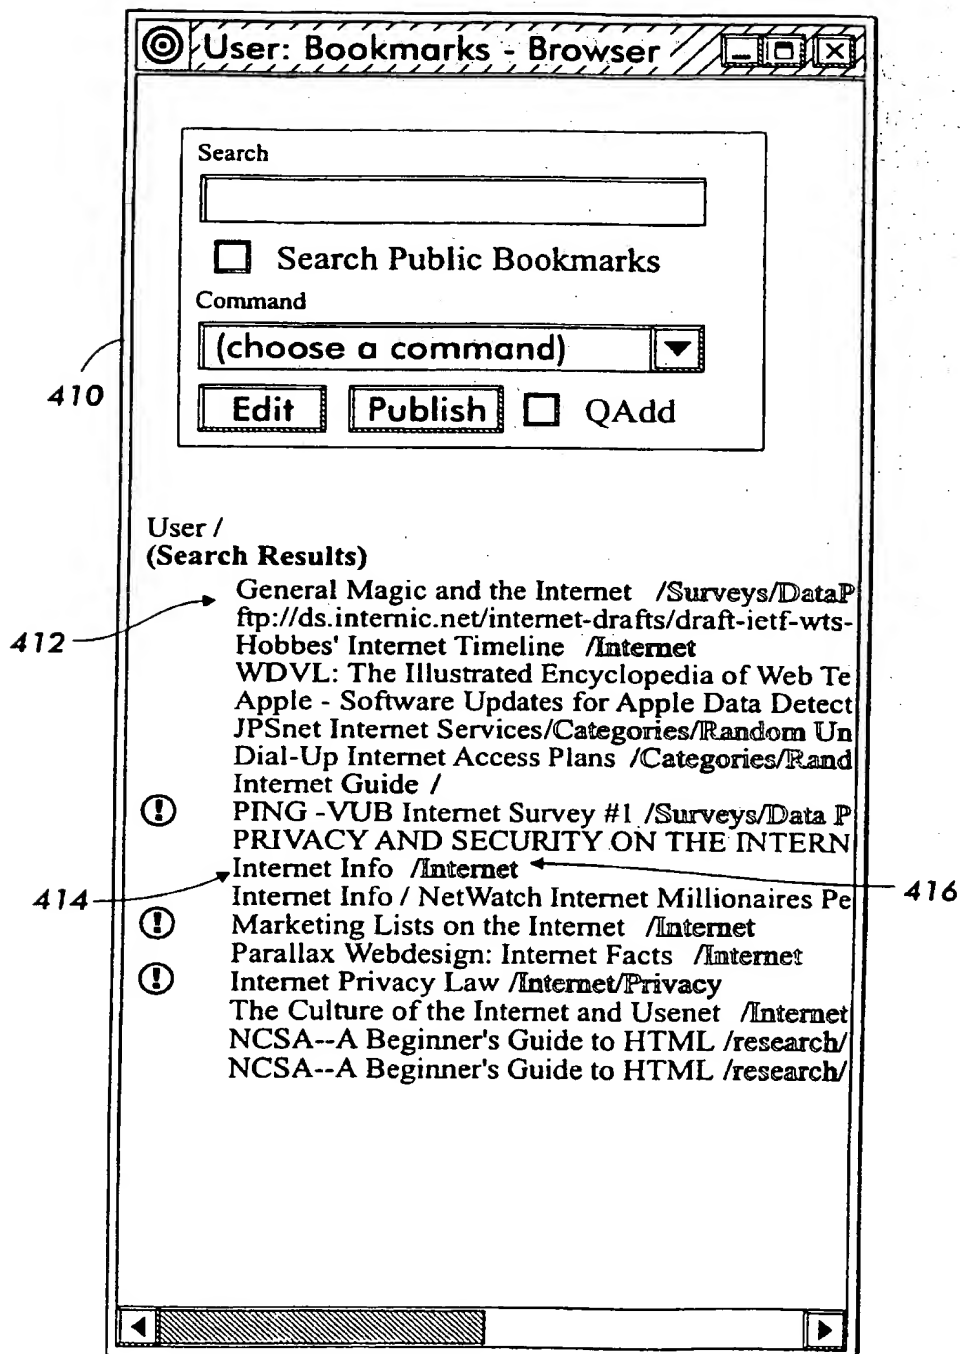 User: Bookmarks - Browser
Search
Search Public Bookmarks
Command
(choose a command)
410
Edit Publish QAdd
User /
(Search Results)
General Magic and the Internet /Surveys/DataP
412
ftp://ds.internic.net/internet-drafts/draft-ietf-wts-
Hobbes' Internet Timeline /Internet
WDVL: The Illustrated Encyclopedia of Web Te
Apple - Software Updates for Apple Data Detect
JPSnet Internet Services/Categories/Random Un
Dial-Up Internet Access Plans /Categories/Rand
Internet Guide /
PING -VUB Internet Survey #1 /Surveys/Data P
PRIVACY AND SECURITY ON THE INTERN
Internet Info /Internet
414
416
Internet Info / NetWatch Internet Millionaires Pe
Marketing Lists on the Internet /Internet
Parallax Webdesign: Internet Facts /Internet
Internet Privacy Law /Internet/Privacy
The Culture of the Internet and Usenet /Internet
NCSA--A Beginner's Guide to HTML /research/
NCSA--A Beginner's Guide to HTML /research/